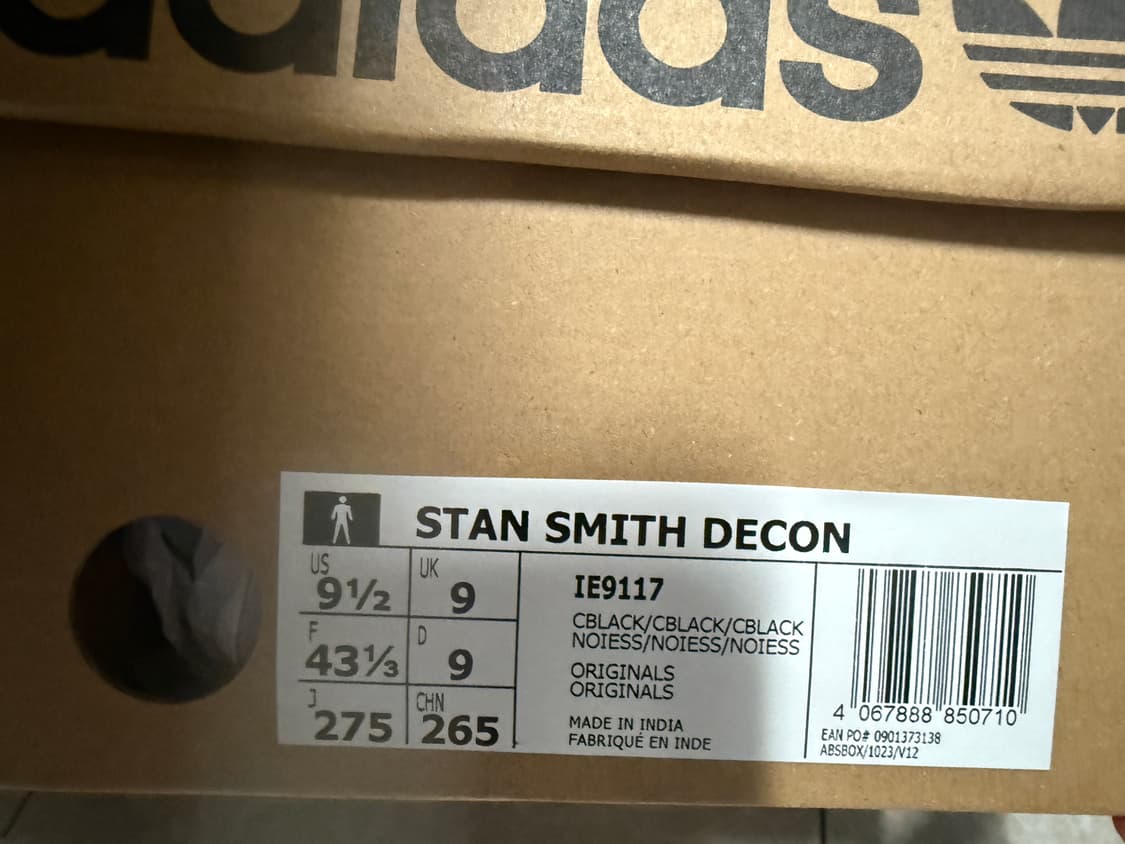 adidas
STAN SMITH DECON
US
9½
UK
9
F
43⅓
D
9
J
275
CHN
265
IE9117
CBLACK/CBLACK/CBLACK
NOIESS/NOIESS/NOIESS
ORIGINALS
ORIGINALS
MADE IN INDIA
FABRIQUÉ EN INDE
4 067888 850710
EAN PO# 0901373138
ABSBOX/1023/V12